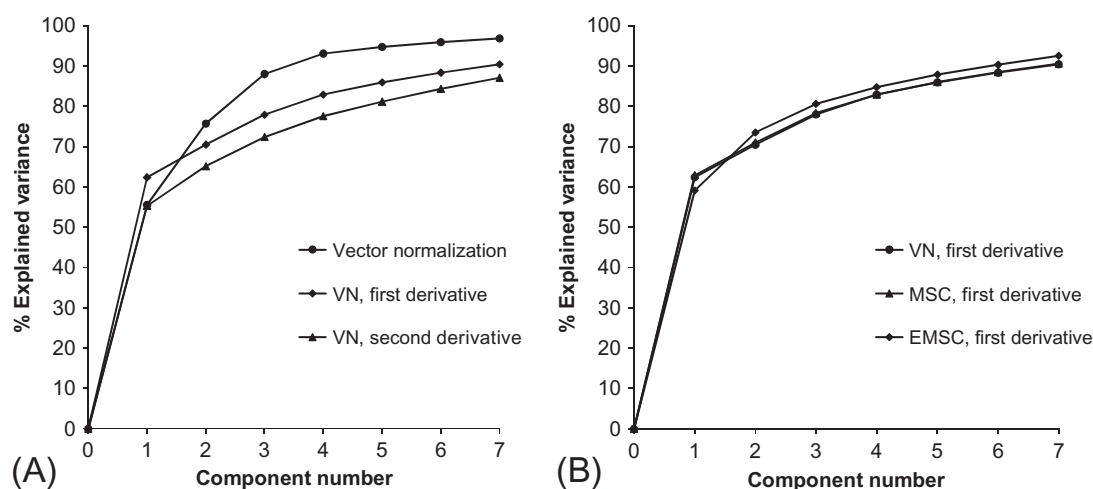 100
90
80
70
60
50
40
30
20
10
0
% Explained variance
0 1 2 3 4 5 6 7
Component number
Vector normalization
VN, first derivative
VN, second derivative
(A)
100
90
80
70
60
50
40
30
20
10
0
% Explained variance
0 1 2 3 4 5 6 7
Component number
VN, first derivative
MSC, first derivative
EMSC, first derivative
(B)